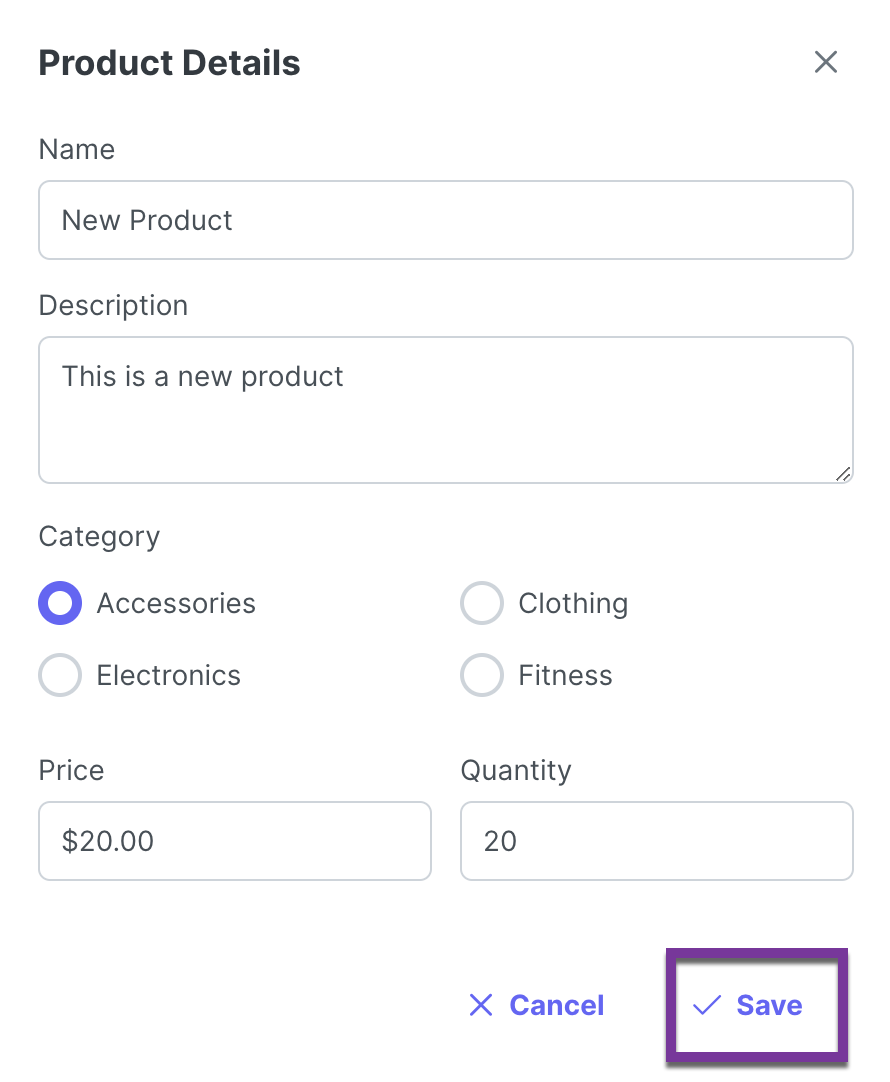 Product Details
Name
New Product
Description
This is a new product
Category
Accessories Clothing
Electronics Fitness
Price Quantity
$20.00 20
Cancel Save